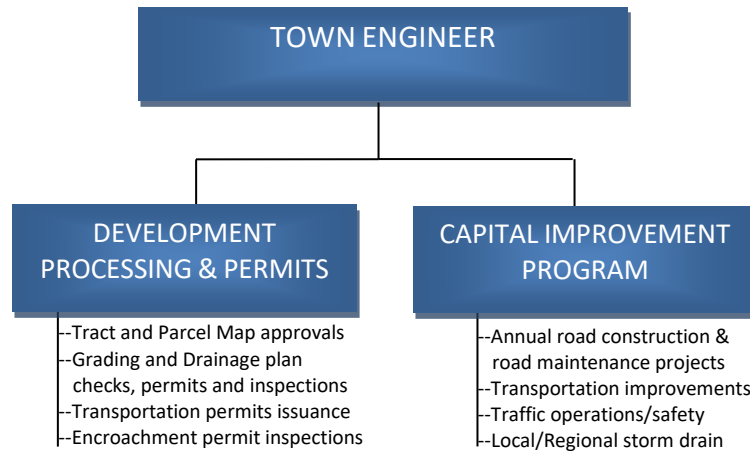 TOWN ENGINEER
DEVELOPMENT
PROCESSING & PERMITS
--Tract and Parcel Map approvals
--Grading and Drainage plan
checks, permits and inspections
--Transportation permits issuance
--Encroachment permit inspections
CAPITAL IMPROVEMENT
PROGRAM
--Annual road construction &
road maintenance projects
--Transportation improvements
--Traffic operations/safety
--Local/Regional storm drain